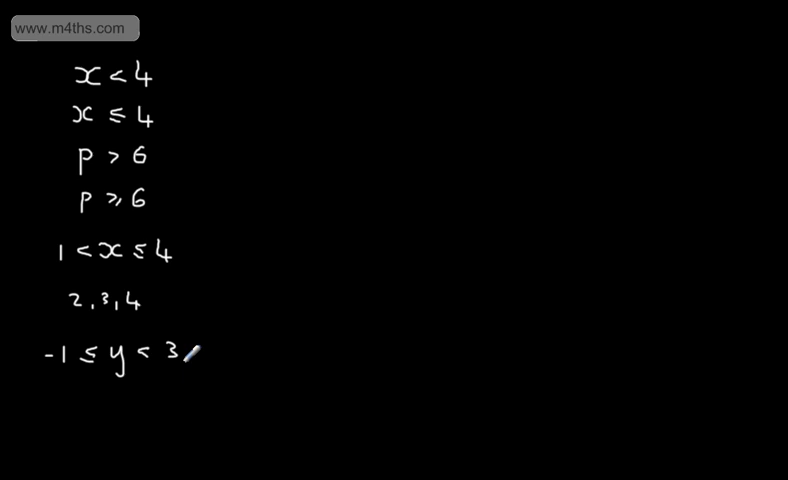 www.m4ths.com
x < 4
x ≤ 4
p > 6
p ≥ 6
1 < x ≤ 4
2, 3, 4
-1 ≤ y < 3